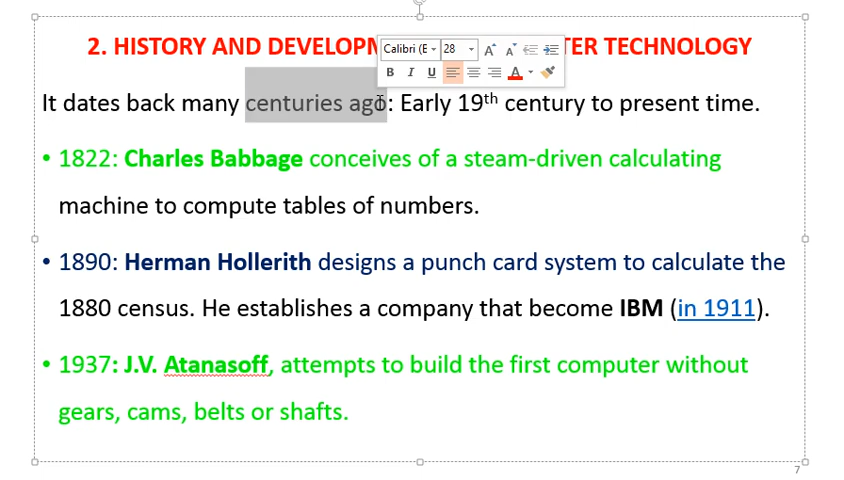 2. HISTORY AND DEVELOPM TER TECHNOLOGY
Calibri (E 28 A A
B I U A
It dates back many centuries ago: Early 19th century to present time.
• 1822: Charles Babbage conceives of a steam-driven calculating
machine to compute tables of numbers.
• 1890: Herman Hollerith designs a punch card system to calculate the
1880 census. He establishes a company that become IBM (in 1911).
• 1937: J.V. Atanasoff, attempts to build the first computer without
gears, cams, belts or shafts.
7